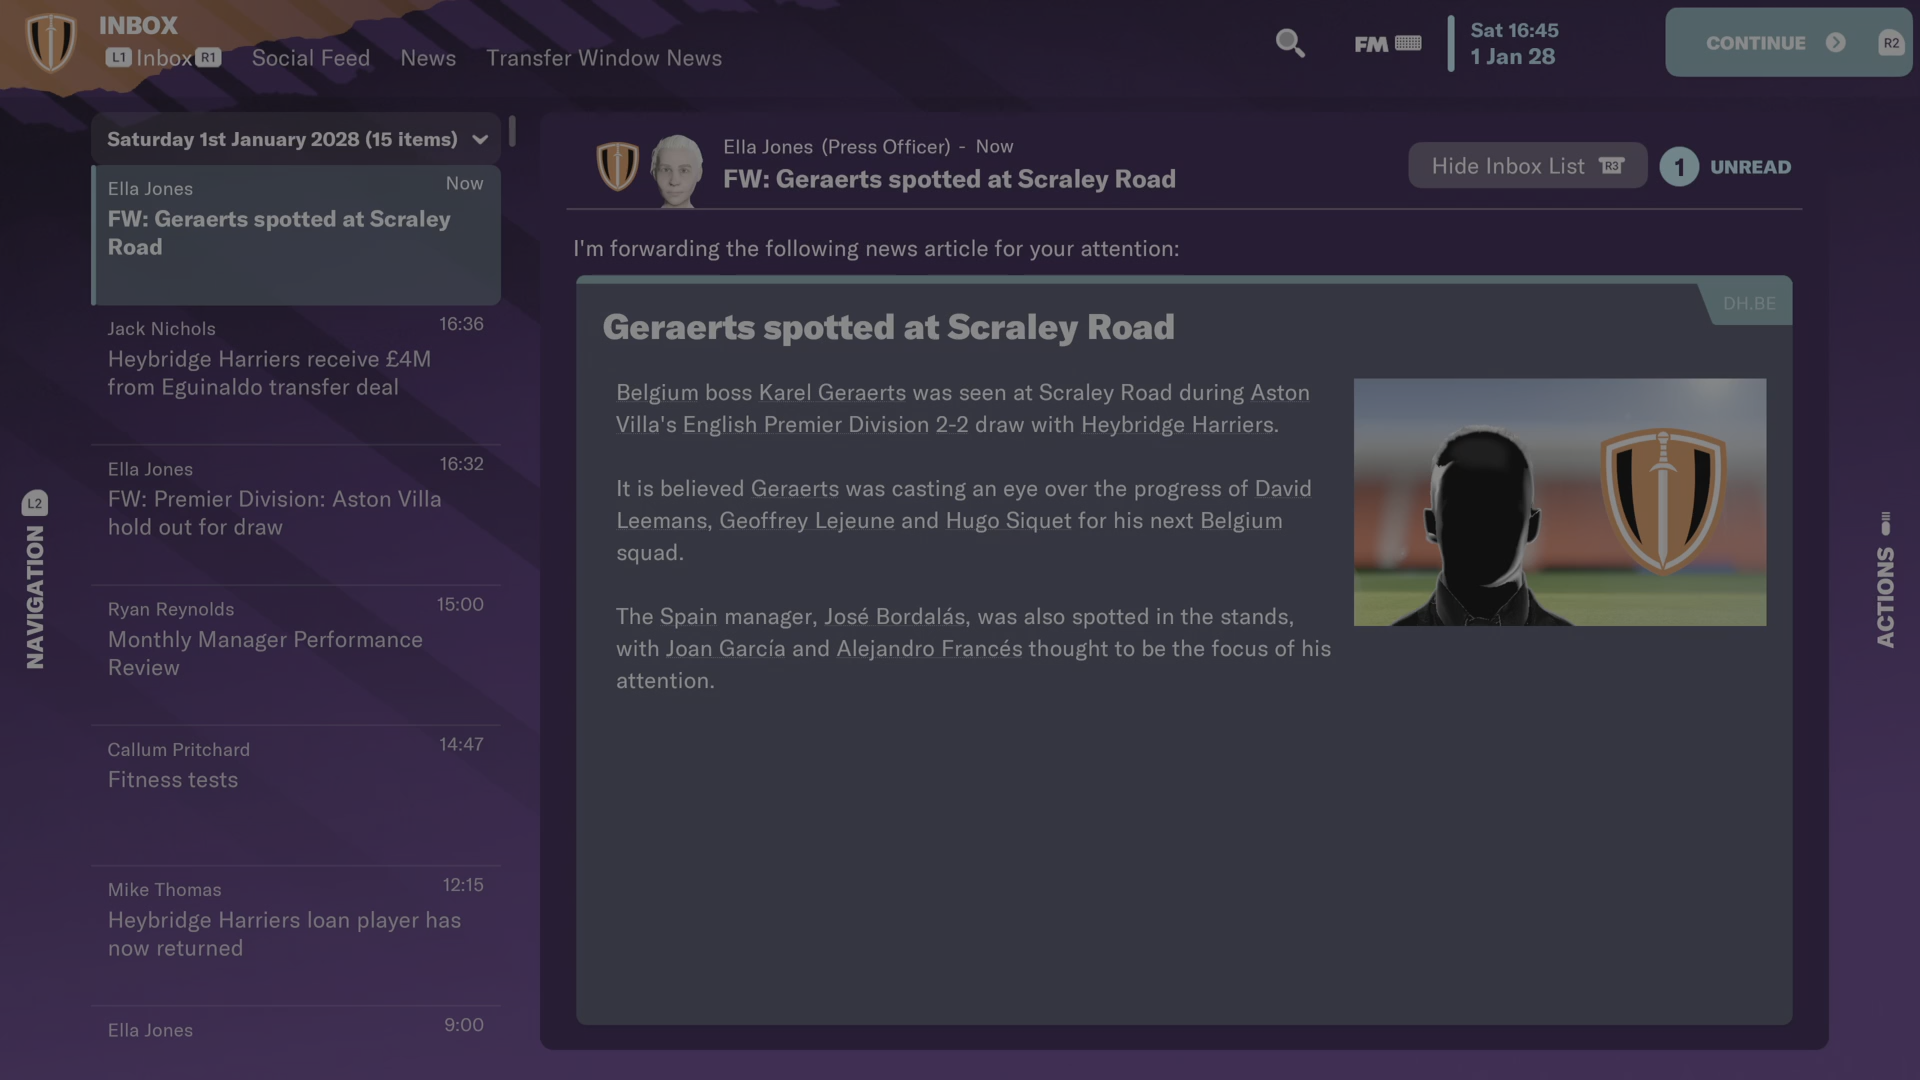 INBOX
L1 Inbox R1 Social Feed News Transfer Window News
FM
Sat 16:45
1 Jan 28
CONTINUE R2
Saturday 1st January 2028 (15 items)
Ella Jones Now
FW: Geraerts spotted at Scraley
Road
Jack Nichols 16:36
Heybridge Harriers receive £4M
from Eguinaldo transfer deal
Ella Jones 16:32
FW: Premier Division: Aston Villa
hold out for draw
Ryan Reynolds 15:00
Monthly Manager Performance
Review
Callum Pritchard 14:47
Fitness tests
Mike Thomas 12:15
Heybridge Harriers loan player has
now returned
Ella Jones 9:00
L2
NAVIGATION
Ella Jones (Press Officer) - Now
FW: Geraerts spotted at Scraley Road
Hide Inbox List R3
1 UNREAD
I'm forwarding the following news article for your attention:
DH.BE
Geraerts spotted at Scraley Road
Belgium boss Karel Geraerts was seen at Scraley Road during Aston
Villa's English Premier Division 2-2 draw with Heybridge Harriers.
It is believed Geraerts was casting an eye over the progress of David
Leemans, Geoffrey Lejeune and Hugo Siquet for his next Belgium
squad.
The Spain manager, José Bordalás, was also spotted in the stands,
with Joan García and Alejandro Francés thought to be the focus of his
attention.
ACTIONS